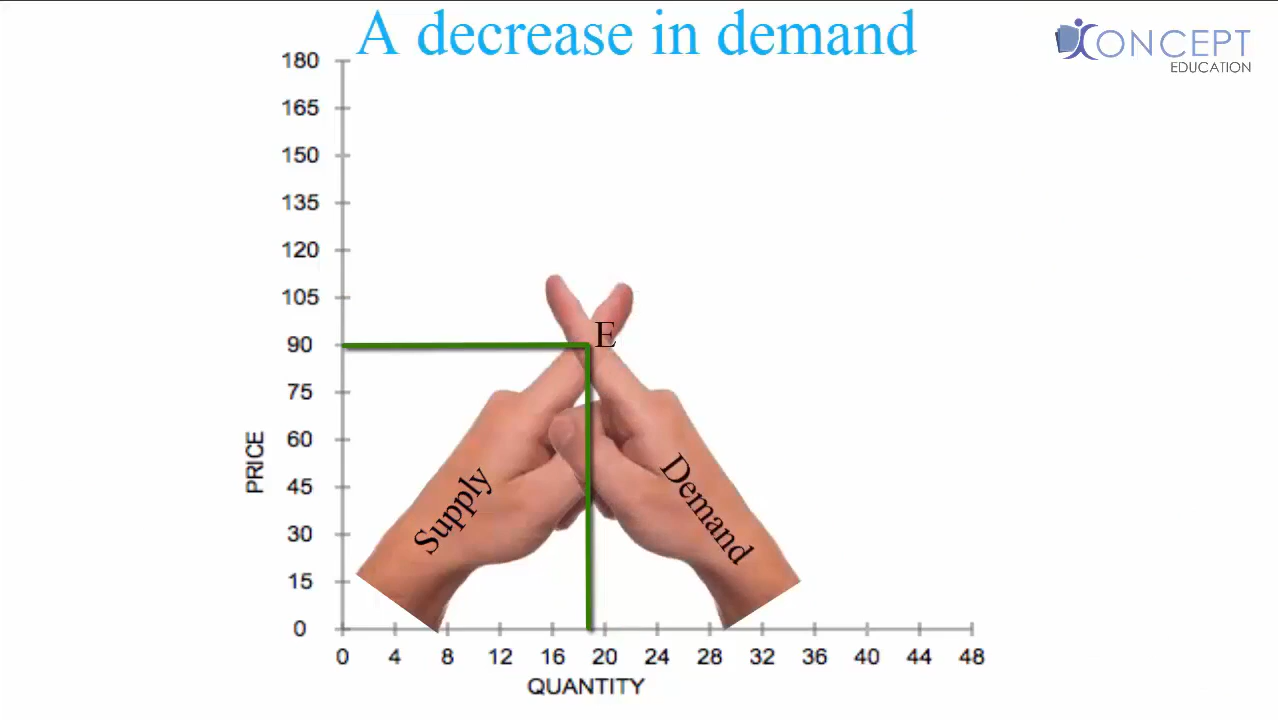 A decrease in demand
CONCEPT
EDUCATION
180
165
150
135
120
105
90
75
60
45
30
15
0
PRICE
E
Supply
Demand
0 4 8 12 16 20 24 28 32 36 40 44 48
QUANTITY